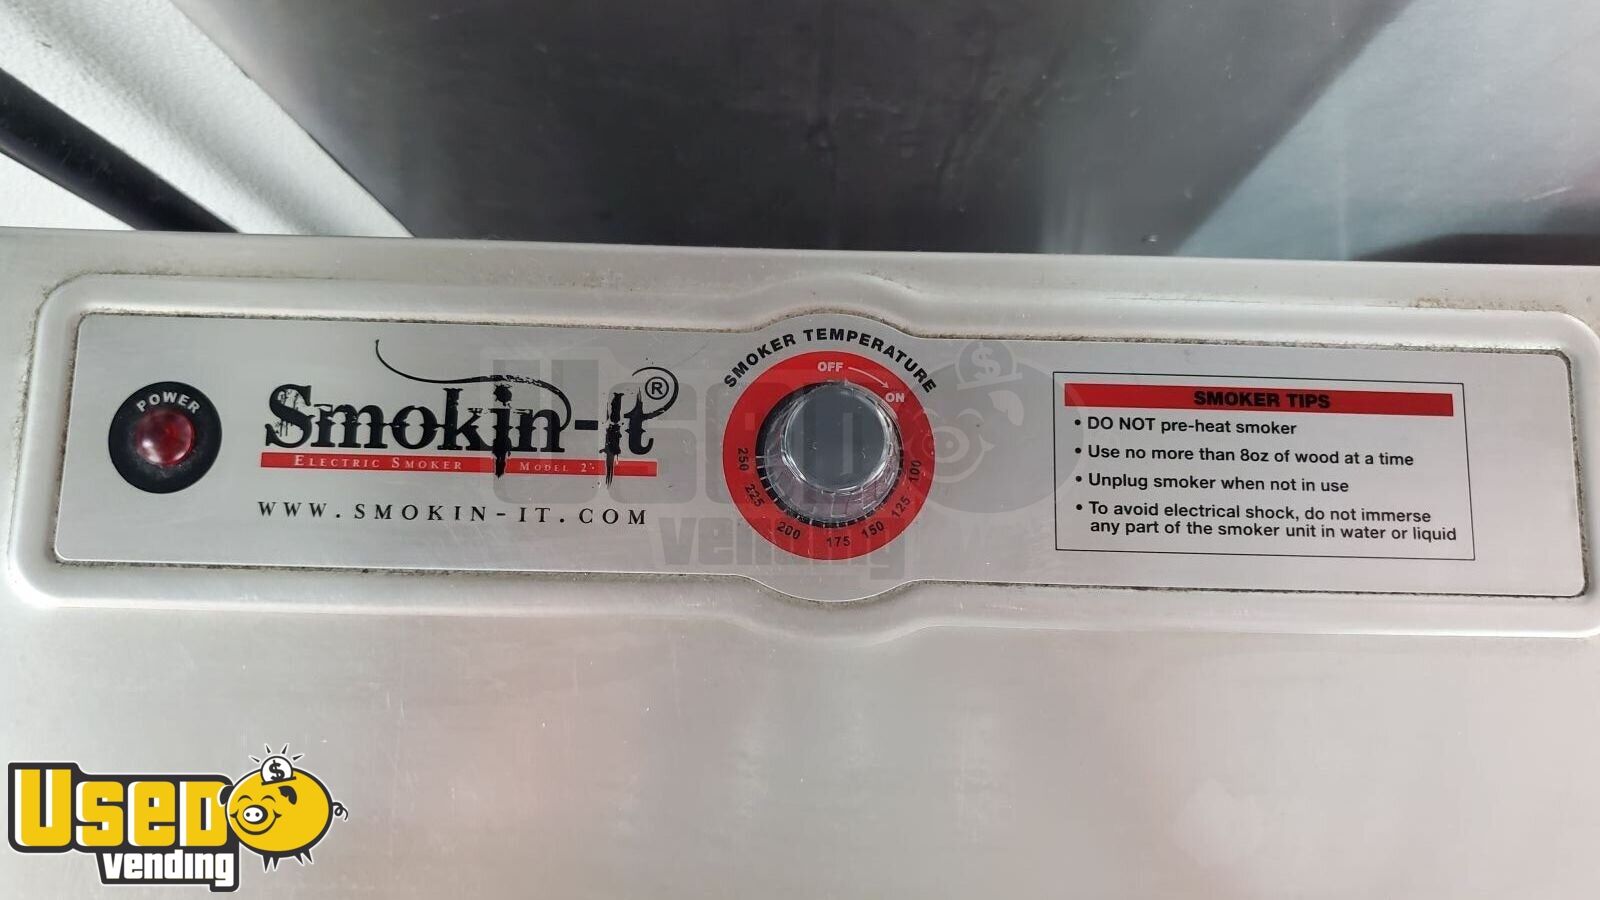 SMOKER TEMPERATURE
OFF
ON
POWER
Smokin-It®
ELECTRIC SMOKER MODEL 2
WWW.SMOKIN-IT.COM
250 225 200 175 150 125 100
SMOKER TIPS
• DO NOT pre-heat smoker
• Use no more than 8oz of wood at a time
• Unplug smoker when not in use
• To avoid electrical shock, do not immerse
any part of the smoker unit in water or liquid
Used
vending
$
USED
vending
$